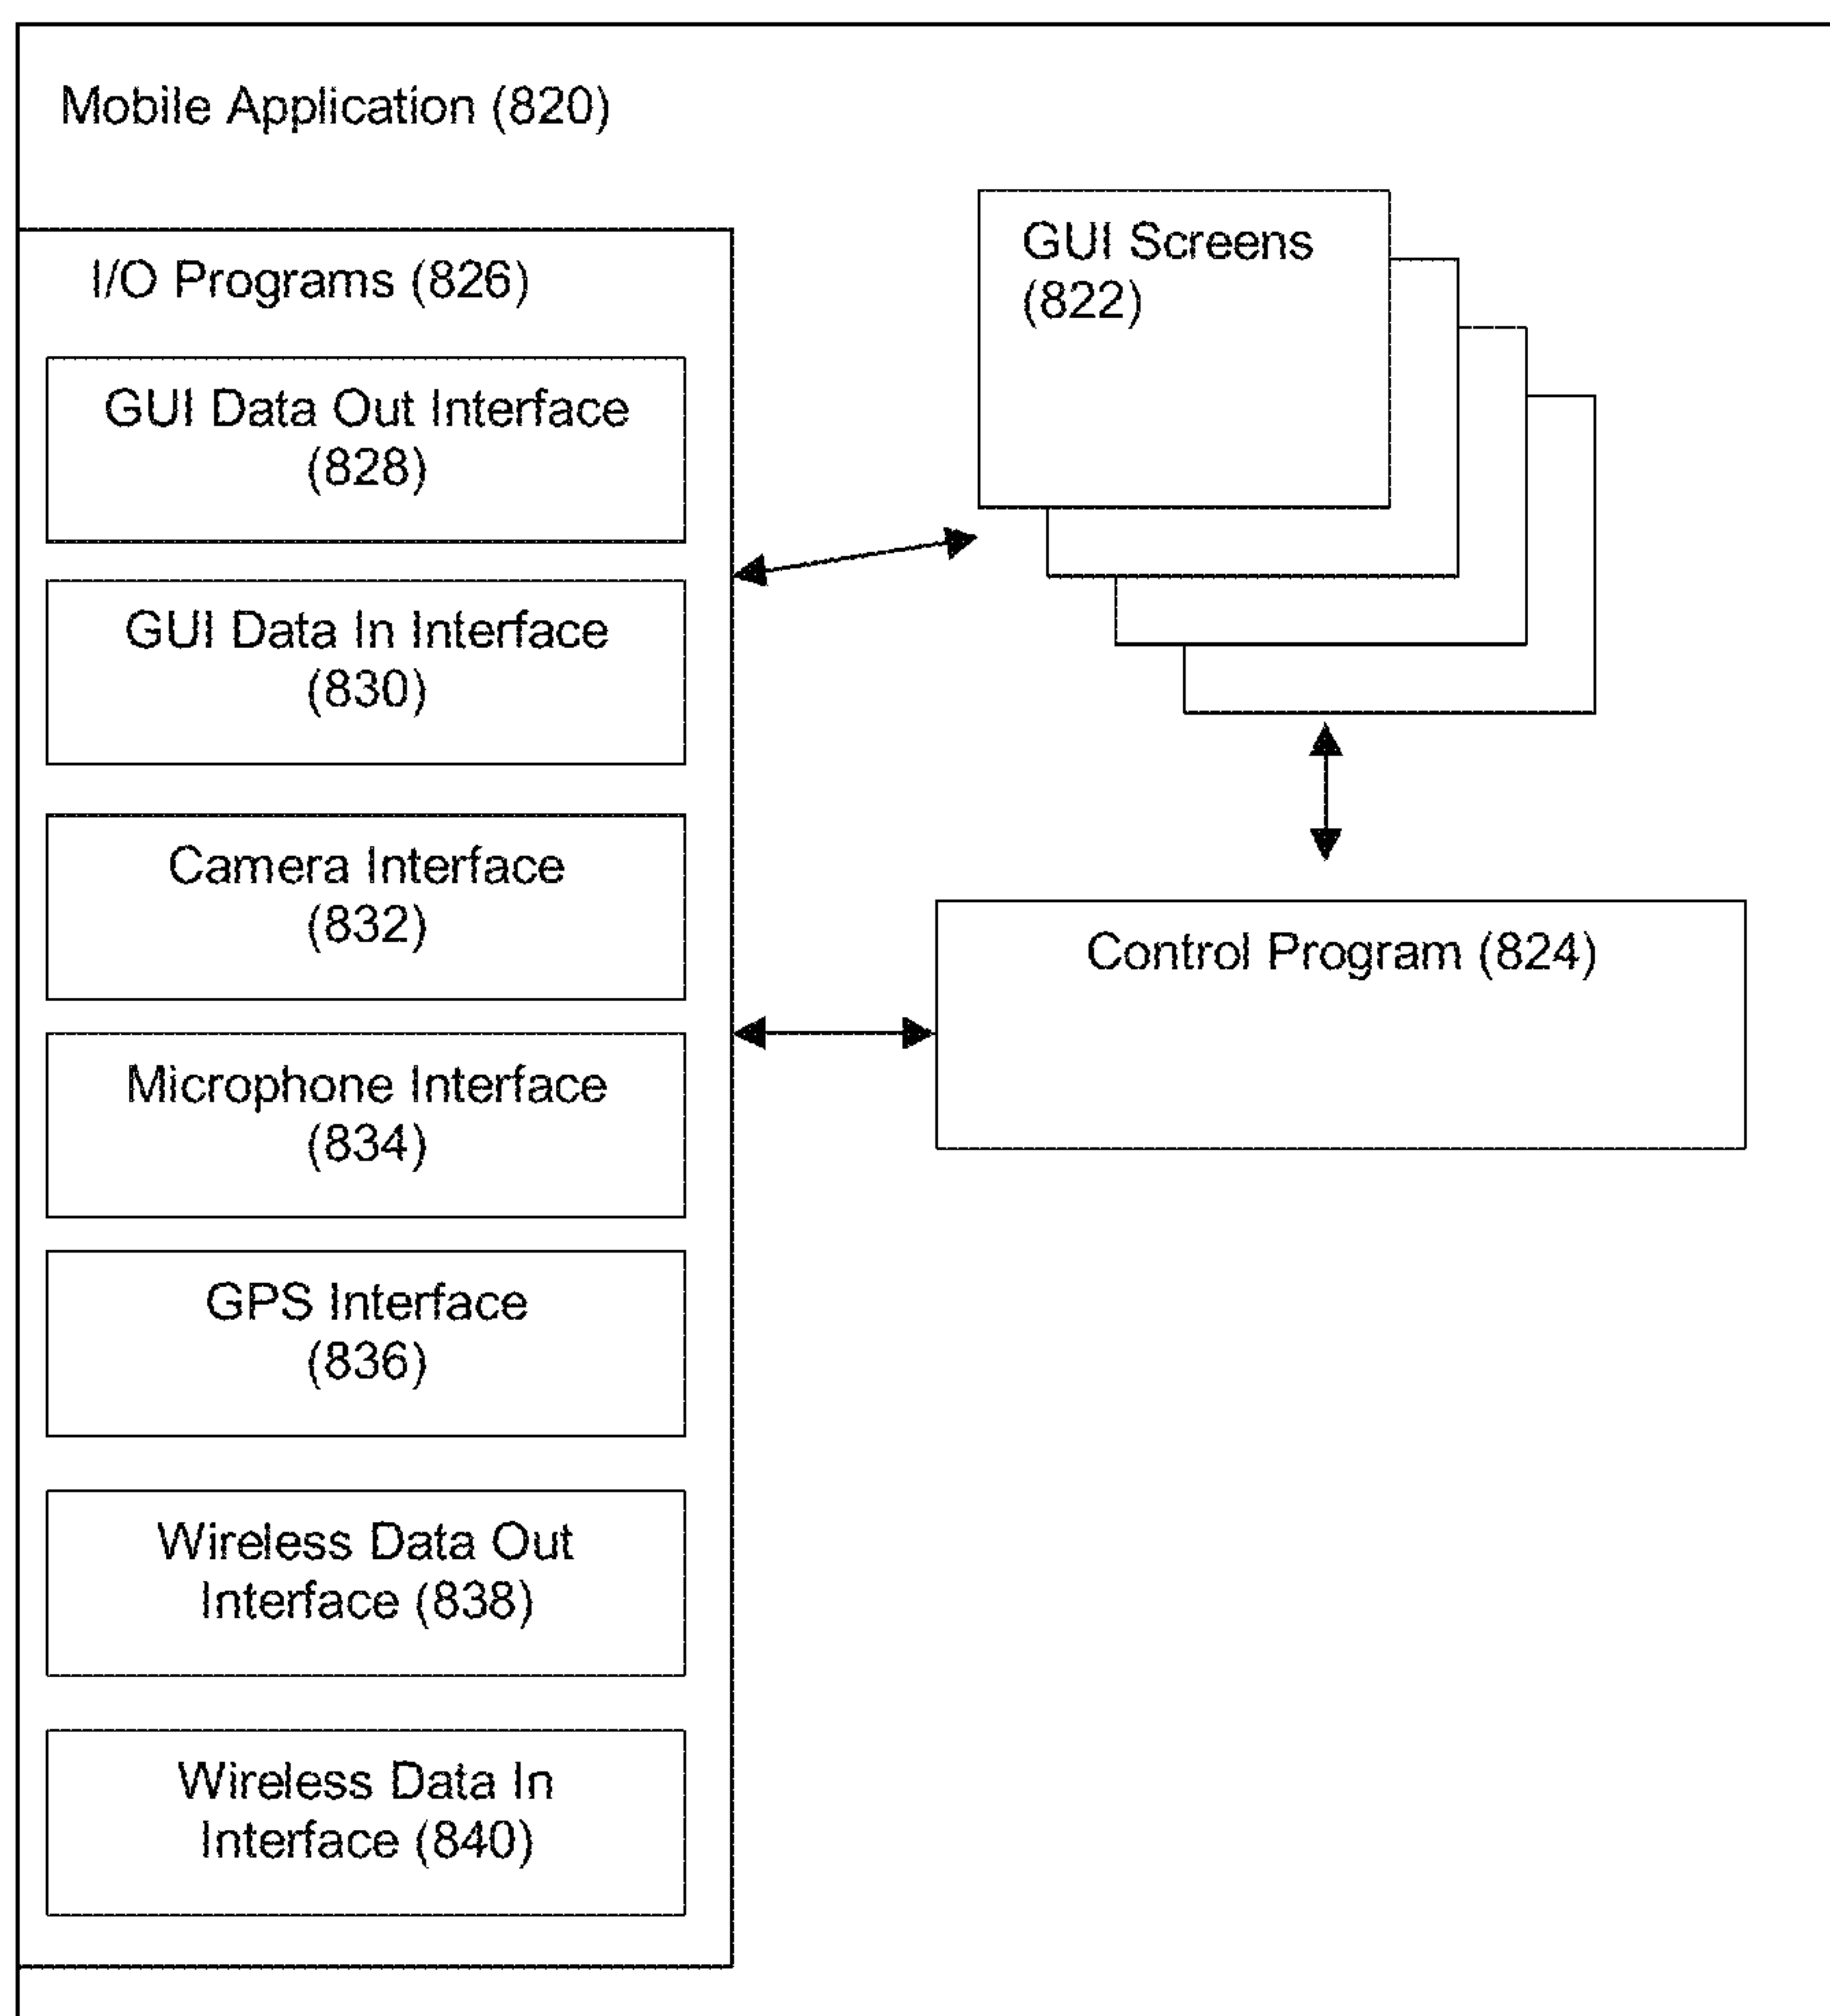 Mobile Application (820)
I/O Programs (826)
GUI Data Out Interface
(828)
GUI Data In Interface
(830)
Camera Interface
(832)
Microphone Interface
(834)
GPS Interface
(836)
Wireless Data Out
Interface (838)
Wireless Data In
Interface (840)
GUI Screens
(822)
Control Program (824)